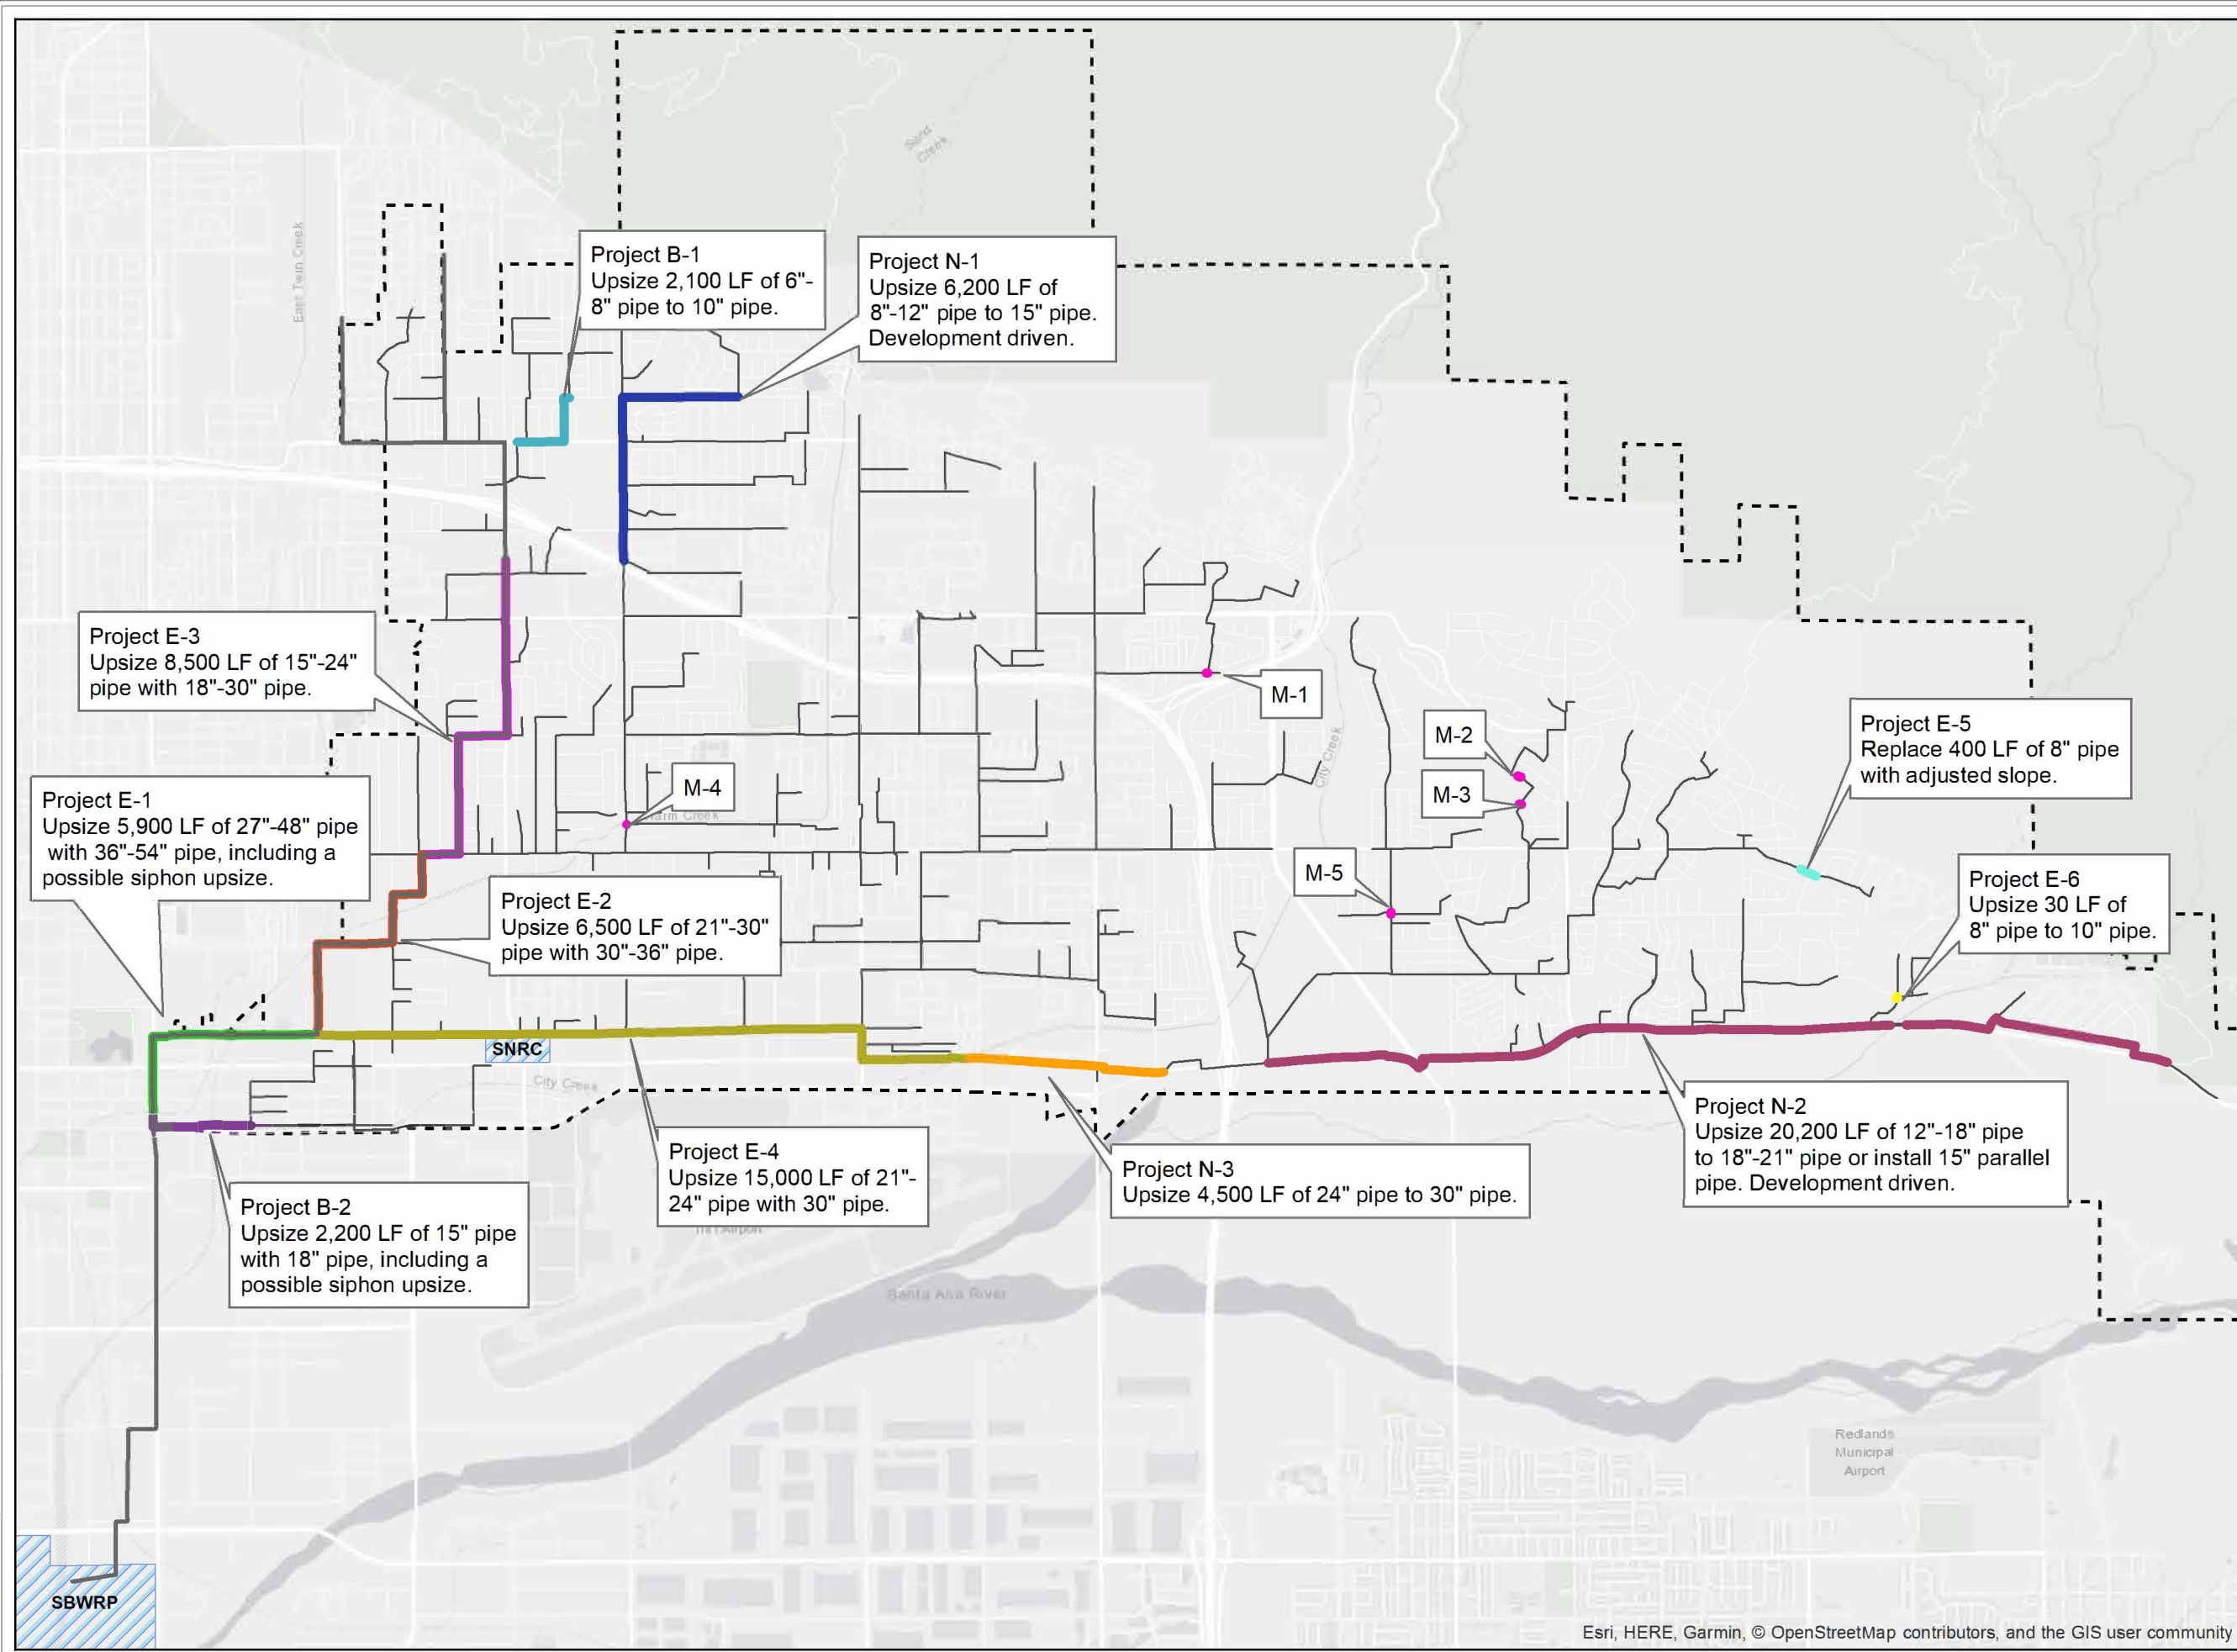 Sand
Creek
East Twin Creek
Project B-1
Upsize 2,100 LF of 6"-
8" pipe to 10" pipe.
Project N-1
Upsize 6,200 LF of
8"-12" pipe to 15" pipe.
Development driven.
Project E-3
Upsize 8,500 LF of 15"-24"
pipe with 18"-30" pipe.
M-1
M-2
M-3
City Creek
Project E-5
Replace 400 LF of 8" pipe
with adjusted slope.
Project E-1
Upsize 5,900 LF of 27"-48" pipe
with 36"-54" pipe, including a
possible siphon upsize.
M-4
Creek
M-5
Project E-2
Upsize 6,500 LF of 21"-30"
pipe with 30"-36" pipe.
Project E-6
Upsize 30 LF of
8" pipe to 10" pipe.
SNRC
City Creek
Project N-2
Upsize 20,200 LF of 12"-18" pipe
to 18"-21" pipe or install 15" parallel
pipe. Development driven.
Project E-4
Upsize 15,000 LF of 21"-
24" pipe with 30" pipe.
Project N-3
Upsize 4,500 LF of 24" pipe to 30" pipe.
Project B-2
Upsize 2,200 LF of 15" pipe
with 18" pipe, including a
possible siphon upsize.
Airport
Santa Ana River
Redlands
Municipal
Airport
SBWRP
Esri, HERE, Garmin, © OpenStreetMap contributors, and the GIS user community